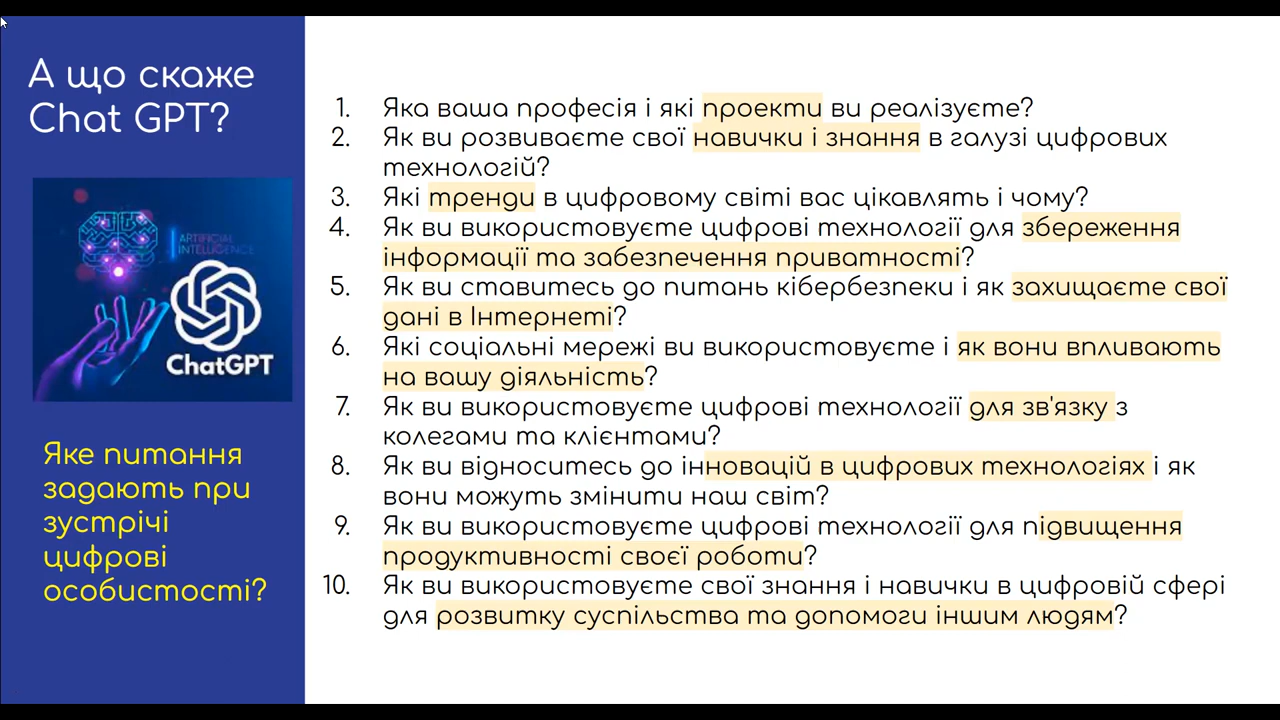 А що скаже
Chat GPT?
ARTIFICIAL
INTELLIGENCE
ChatGPT
Яке питання
задають при
зустрічі
цифрові
особистості?
1. Яка ваша професія і які проекти ви реалізуєте?
2. Як ви розвиваєте свої навички і знання в галузі цифрових
технологій?
3. Які тренди в цифровому світі вас цікавлять і чому?
4. Як ви використовуєте цифрові технології для збереження
інформації та забезпечення приватності?
5. Як ви ставитесь до питань кібербезпеки і як захищаєте свої
дані в Інтернеті?
6. Які соціальні мережі ви використовуєте і як вони впливають
на вашу діяльність?
7. Як ви використовуєте цифрові технології для зв'язку з
колегами та клієнтами?
8. Як ви відноситесь до інновацій в цифрових технологіях і як
вони можуть змінити наш світ?
9. Як ви використовуєте цифрові технології для підвищення
продуктивності своєї роботи?
10. Як ви використовуєте свої знання і навички в цифровій сфері
для розвитку суспільства та допомоги іншим людям?